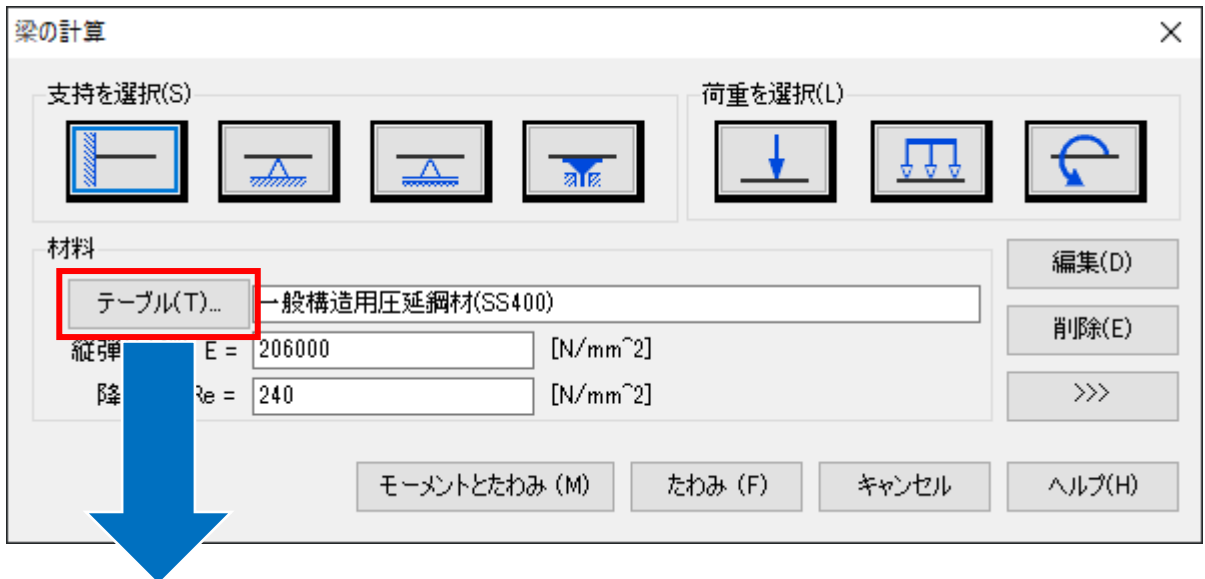 梁の計算
支持を選択(S)
荷重を選択(L)
材料
テーブル(T)...
一般構造用圧延鋼材(SS400)
縦弾 E = 206000 [N/mm^2]
降 Re = 240 [N/mm^2]
編集(D)
削除(E)
>>>
モーメントとたわみ (M)
たわみ (F)
キャンセル
ヘルプ(H)